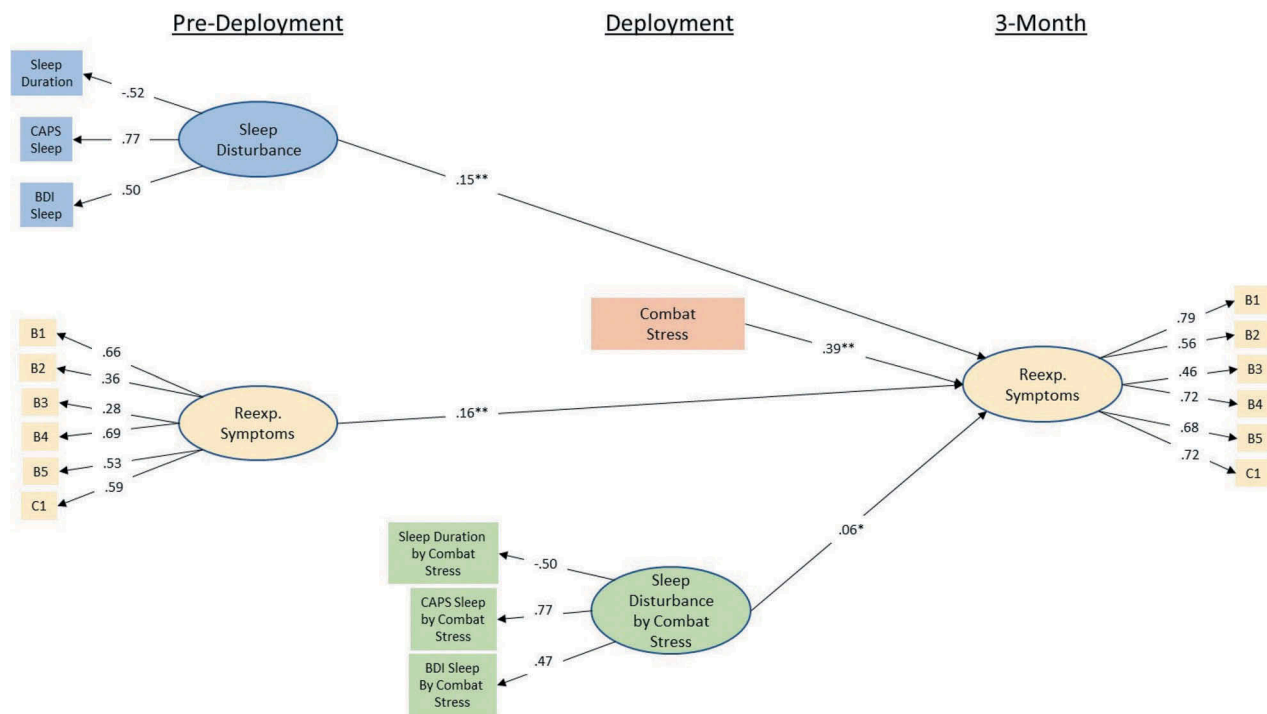 Pre-Deployment
Deployment
3-Month
Sleep
Duration
-.52
CAPS
Sleep
.77
BDI
Sleep
.50
Sleep
Disturbance
.15**
Combat
Stress
.39**
B1
B2
B3
B4
B5
C1
.66
.36
.28
.69
.53
.59
Reexp.
Symptoms
.16**
Reexp.
Symptoms
.79
.56
.46
.72
.68
.72
B1
B2
B3
B4
B5
C1
Sleep Duration
by Combat
Stress
-.50
CAPS Sleep
by Combat
Stress
.77
BDI Sleep
By Combat
Stress
.47
Sleep
Disturbance
by Combat
Stress
.06*